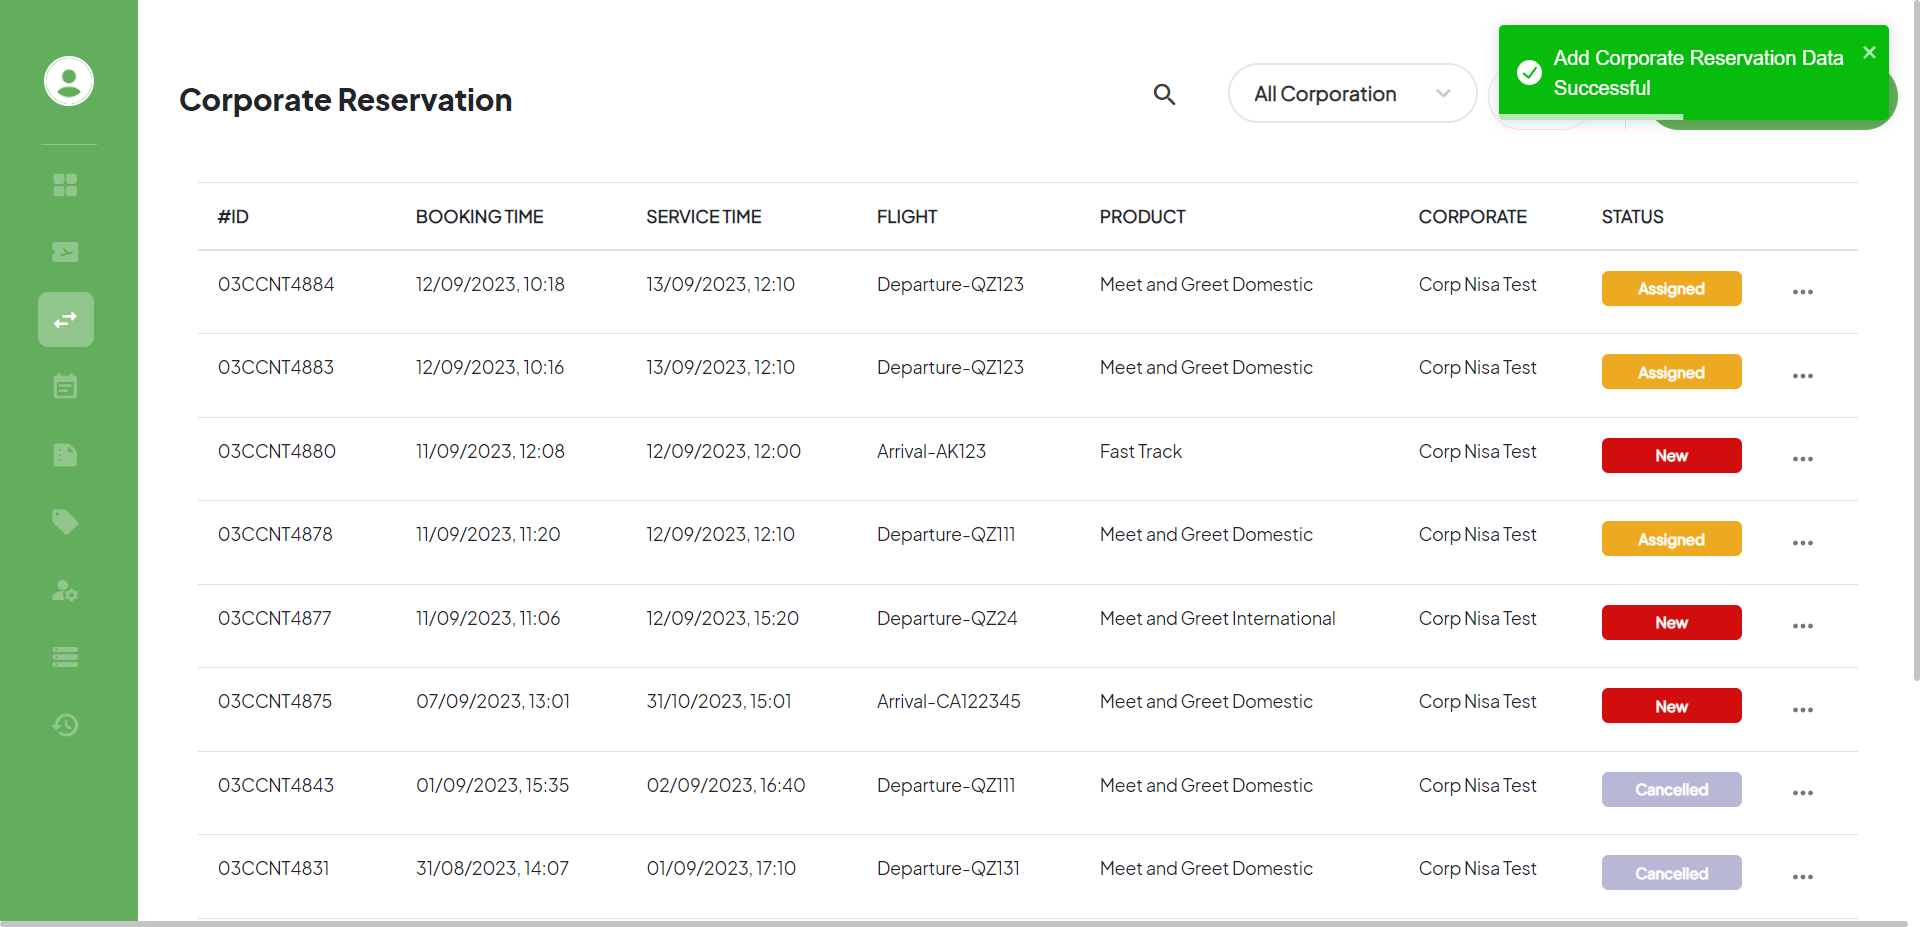 Add Corporate Reservation Data
Successful
Corporate Reservation
All Corporation
#ID BOOKING TIME SERVICE TIME FLIGHT PRODUCT CORPORATE STATUS
03CCNT4884 12/09/2023, 10:18 13/09/2023, 12:10 Departure-QZ123 Meet and Greet Domestic Corp Nisa Test Assigned
03CCNT4883 12/09/2023, 10:16 13/09/2023, 12:10 Departure-QZ123 Meet and Greet Domestic Corp Nisa Test Assigned
03CCNT4880 11/09/2023, 12:08 12/09/2023, 12:00 Arrival-AK123 Fast Track Corp Nisa Test New
03CCNT4878 11/09/2023, 11:20 12/09/2023, 12:10 Departure-QZ111 Meet and Greet Domestic Corp Nisa Test Assigned
03CCNT4877 11/09/2023, 11:06 12/09/2023, 15:20 Departure-QZ24 Meet and Greet International Corp Nisa Test New
03CCNT4875 07/09/2023, 13:01 31/10/2023, 15:01 Arrival-CA122345 Meet and Greet Domestic Corp Nisa Test New
03CCNT4843 01/09/2023, 15:35 02/09/2023, 16:40 Departure-QZ111 Meet and Greet Domestic Corp Nisa Test Cancelled
03CCNT4831 31/08/2023, 14:07 01/09/2023, 17:10 Departure-QZ131 Meet and Greet Domestic Corp Nisa Test Cancelled